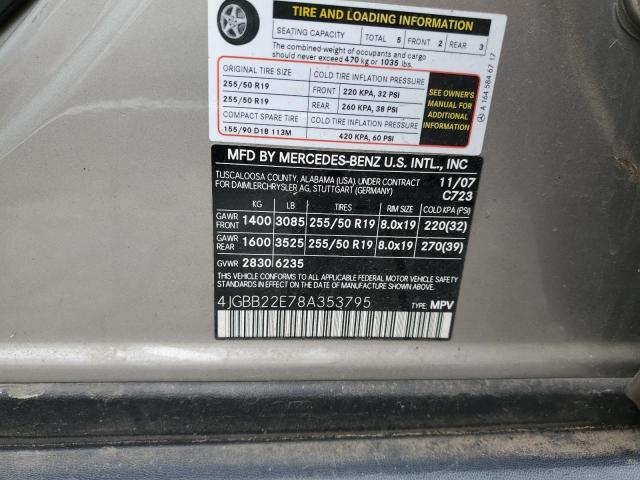 TIRE AND LOADING INFORMATION
SEATING CAPACITY TOTAL 5 FRONT 2 REAR 3
The combined weight of occupants and cargo
should never exceed 470 kg or 1035 lbs.
ORIGINAL TIRE SIZE COLD TIRE INFLATION PRESSURE
255/50 R19 FRONT 220 KPA, 32 PSI
255/50 R19 REAR 260 KPA, 38 PSI
COMPACT SPARE TIRE COLD TIRE INFLATION PRESSURE
155/90 D18 113M 420 KPA, 60 PSI
SEE OWNER'S
MANUAL FOR
ADDITIONAL
INFORMATION
A 164 584 67 17
MFD BY MERCEDES-BENZ U.S. INTL., INC
TUSCALOOSA COUNTY, ALABAMA (USA) UNDER CONTRACT 11/07
FOR DAIMLERCHRYSLER AG, STUTTGART (GERMANY) C723
KG LB TIRES RIM SIZE COLD KPA (PSI)
GAWR FRONT 1400 3085 255/50 R19 8.0x19 220(32)
GAWR REAR 1600 3525 255/50 R19 8.0x19 270(39)
GVWR 2830 6235
THIS VEHICLE CONFORMS TO ALL APPLICABLE FEDERAL MOTOR VEHICLE SAFETY
STANDARDS IN EFFECT ON THE DATE OF MANUFACTURE SHOWN ABOVE.
4JGBB22E78A353795 TYPE: MPV